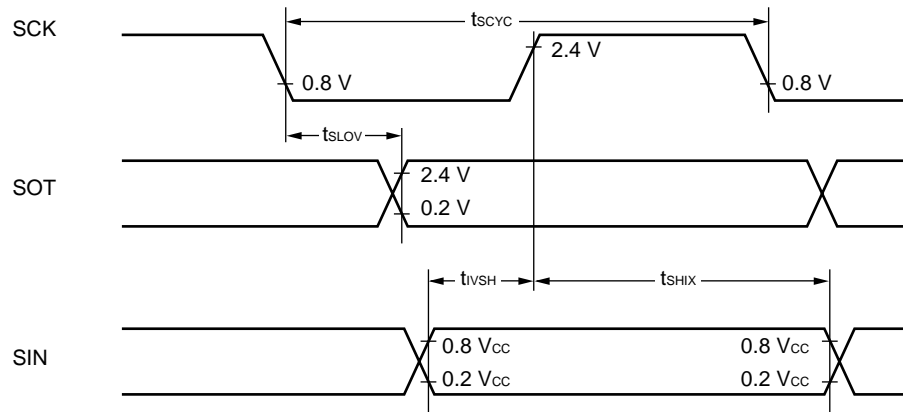 tSCYC
SCK
2.4 V
0.8 V
0.8 V
tSLOV
2.4 V
SOT
0.2 V
tIVSH
tSHIX
0.8 VCC
0.8 VCC
SIN
0.2 VCC
0.2 VCC